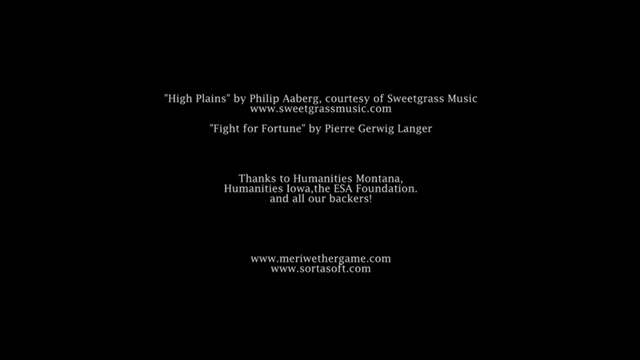 "High Plains" by Philip Aaberg, courtesy of Sweetgrass Music
www.sweetgrassmusic.com
"Fight for Fortune" by Pierre Gerwig Langer
Thanks to Humanities Montana,
Humanities Iowa,the ESA Foundation.
and all our backers!
www.meriwethergame.com
www.sortasoft.com